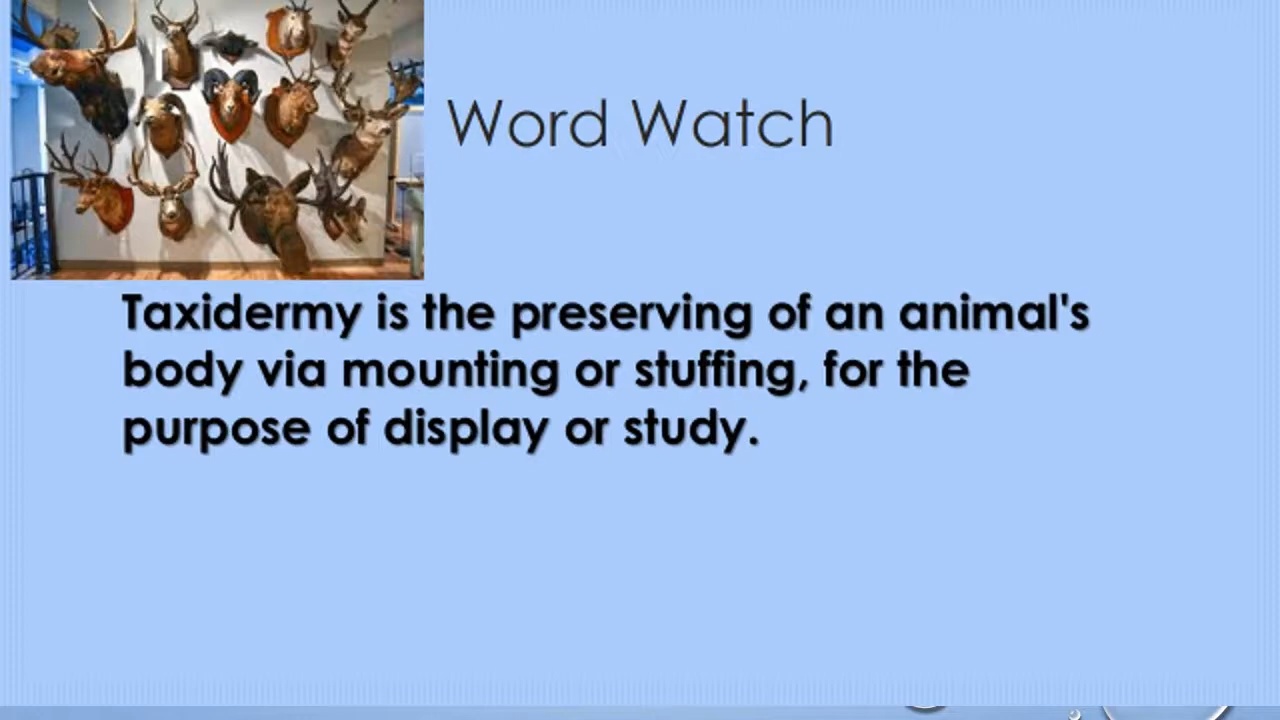 Word Watch
Taxidermy is the preserving of an animal's
body via mounting or stuffing, for the
purpose of display or study.